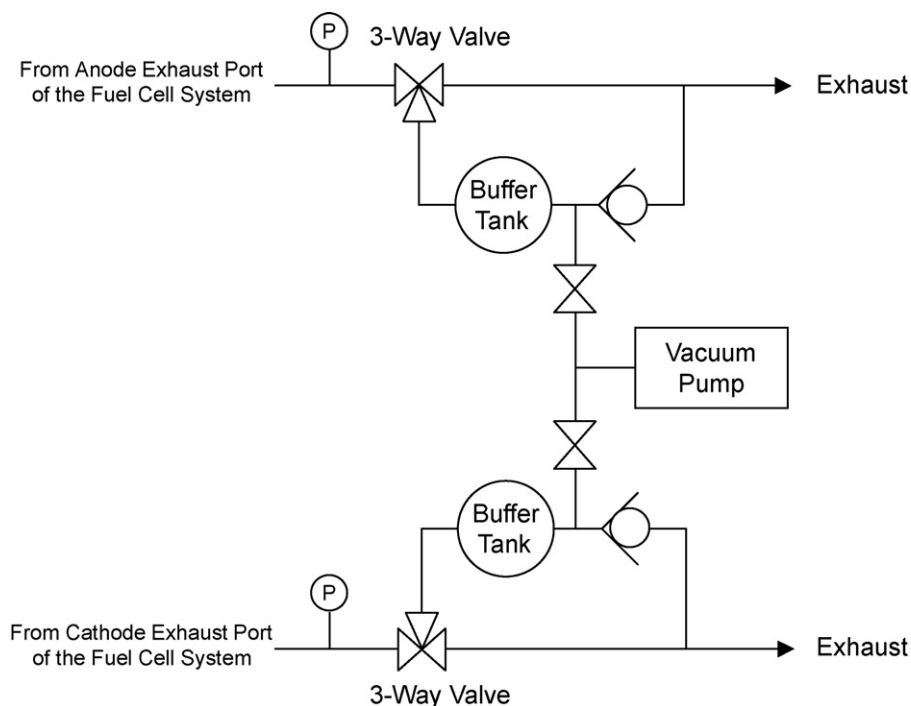 P
3-Way Valve
From Anode Exhaust Port
of the Fuel Cell System
Exhaust
Buffer
Tank
Vacuum
Pump
Buffer
Tank
P
From Cathode Exhaust Port
of the Fuel Cell System
Exhaust
3-Way Valve